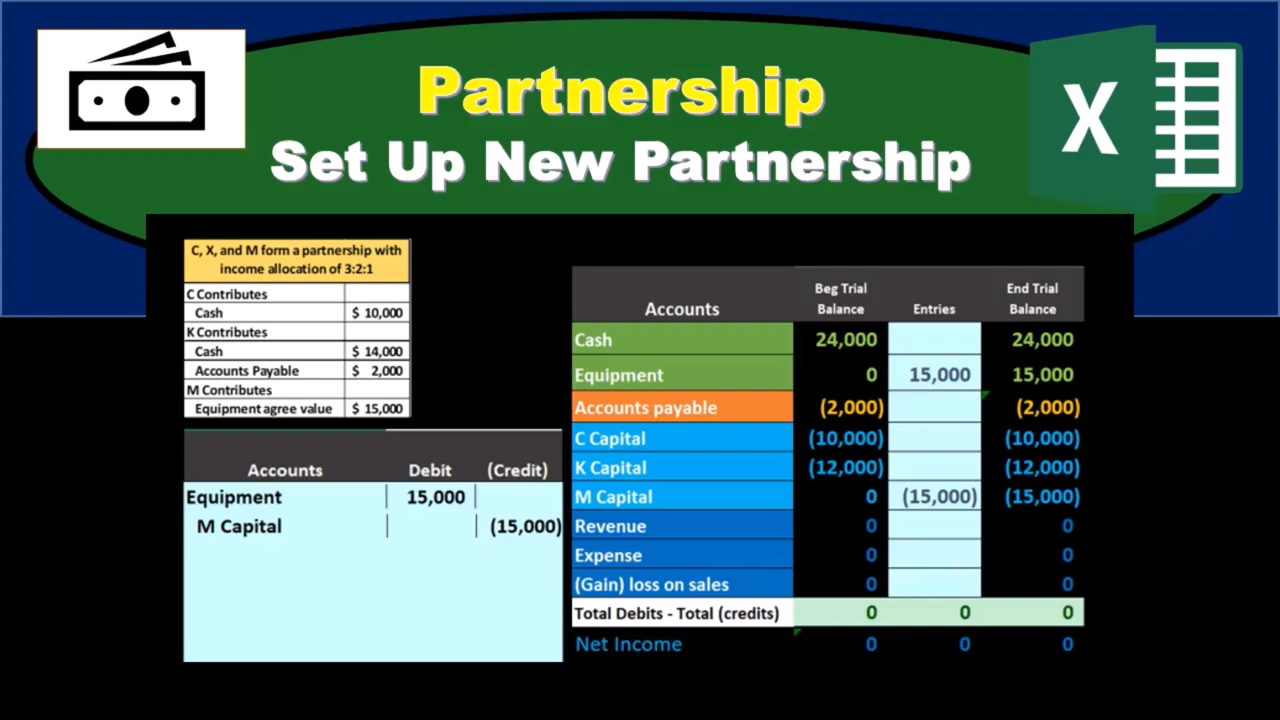 Partnership
Set Up New Partnership
X
C, X, and M form a partnership with
income allocation of 3:2:1
C Contributes
Cash $ 10,000
K Contributes
Cash $ 14,000
Accounts Payable $ 2,000
M Contributes
Equipment agree value $ 15,000
Accounts Debit (Credit)
Equipment 15,000
M Capital (15,000)
Beg Trial End Trial
Accounts Balance Entries Balance
Cash 24,000 24,000
Equipment 0 15,000 15,000
Accounts payable (2,000) (2,000)
C Capital (10,000) (10,000)
K Capital (12,000) (12,000)
M Capital 0 (15,000) (15,000)
Revenue 0 0
Expense 0 0
(Gain) loss on sales 0 0
Total Debits - Total (credits) 0 0 0
Net Income 0 0 0